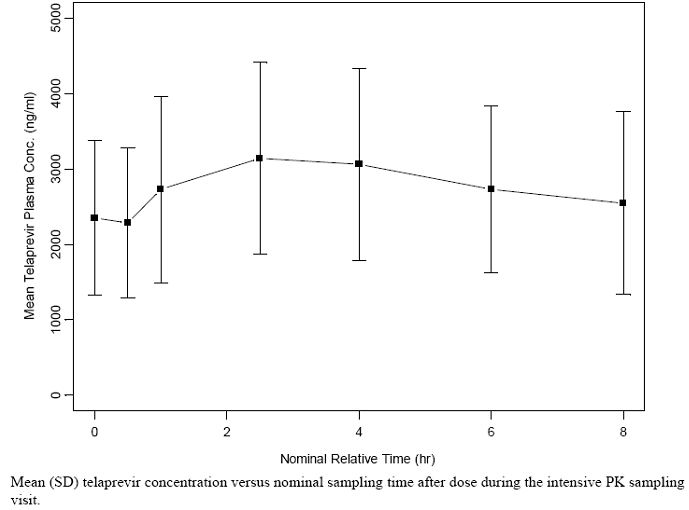 5000
4000
3000
2000
1000
0
Mean Telaprevir Plasma Conc. (ng/ml)
0 2 4 6 8
Nominal Relative Time (hr)
Mean (SD) telaprevir concentration versus nominal sampling time after dose during the intensive PK sampling
visit.